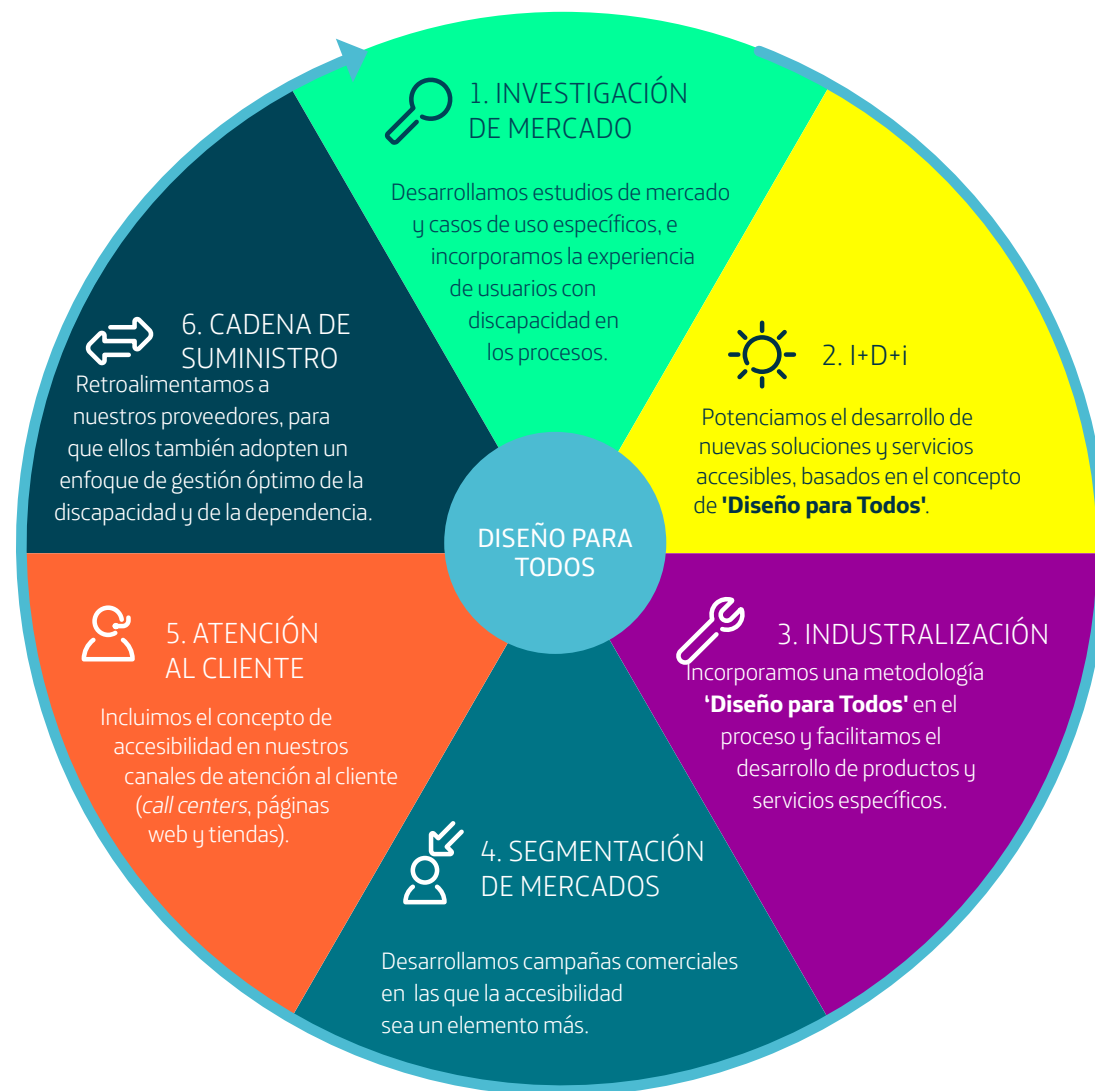 1. INVESTIGACIÓN
DE MERCADO
Desarrollamos estudios de mercado
y casos de uso específicos, e
incorporamos la experiencia
de usuarios con
discapacidad en
los procesos.
2. I+D+i
Potenciamos el desarrollo de
nuevas soluciones y servicios
accesibles, basados en el concepto
de 'Diseño para Todos'.
3. INDUSTRALIZACIÓN
Incorporamos una metodología
‘Diseño para Todos' en el
proceso y facilitamos el
desarrollo de productos y
servicios específicos.
4. SEGMENTACIÓN
DE MERCADOS
Desarrollamos campañas comerciales
en las que la accesibilidad
sea un elemento más.
5. ATENCIÓN
AL CLIENTE
Incluimos el concepto de
accesibilidad en nuestros
canales de atención al cliente
(call centers, páginas
web y tiendas).
6. CADENA DE
SUMINISTRO
Retroalimentamos a
nuestros proveedores, para
que ellos también adopten un
enfoque de gestión óptimo de la
discapacidad y de la dependencia.
DISEÑO PARA
TODOS